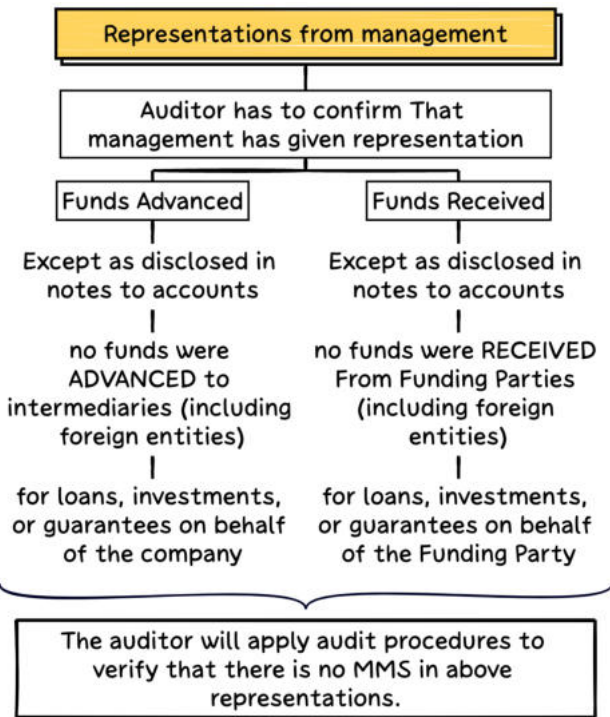 Representations from management
Auditor has to confirm That
management has given representation
Funds Advanced
Except as disclosed in
notes to accounts
no funds were
ADVANCED to
intermediaries (including
foreign entities)
for loans, investments,
or guarantees on behalf
of the company
Funds Received
Except as disclosed in
notes to accounts
no funds were RECEIVED
From Funding Parties
(including foreign
entities)
for loans, investments,
or guarantees on behalf
of the Funding Party
The auditor will apply audit procedures to
verify that there is no MMS in above
representations.